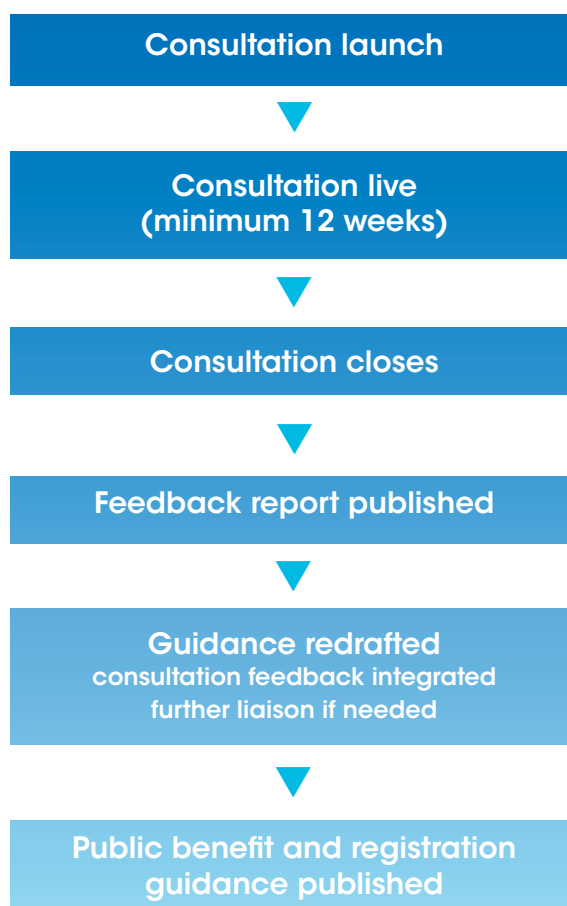 Consultation launch
Consultation live
(minimum 12 weeks)
Consultation closes
Feedback report published
Guidance redrafted
consultation feedback integrated
further liaison if needed
Public benefit and registration
guidance published